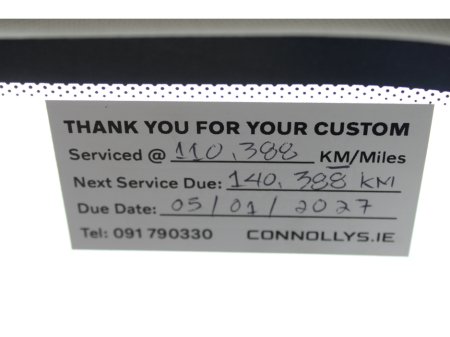 THANK YOU FOR YOUR CUSTOM
Serviced @ 110,388 KM/Miles
Next Service Due: 140,388 KM
Due Date: 05/01/2027
Tel: 091 790330 CONNOLLYS.IE